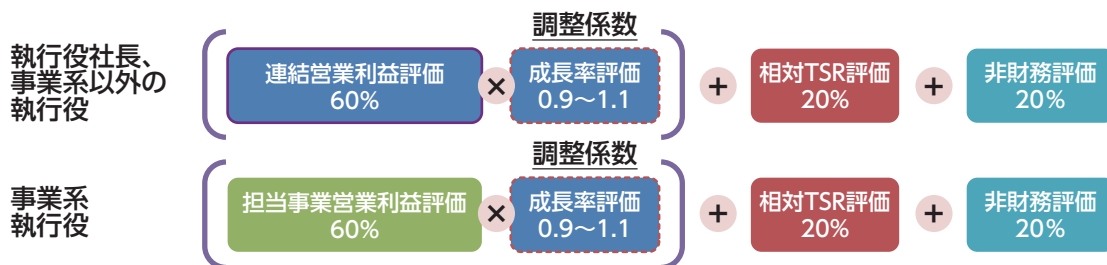 調整係数
執行役社長、
事業系以外の
執行役
連結営業利益評価
60%
×
成長率評価
0.9～1.1
+
相対TSR評価
20%
+
非財務評価
20%
調整係数
事業系
執行役
担当事業営業利益評価
60%
×
成長率評価
0.9～1.1
+
相対TSR評価
20%
+
非財務評価
20%